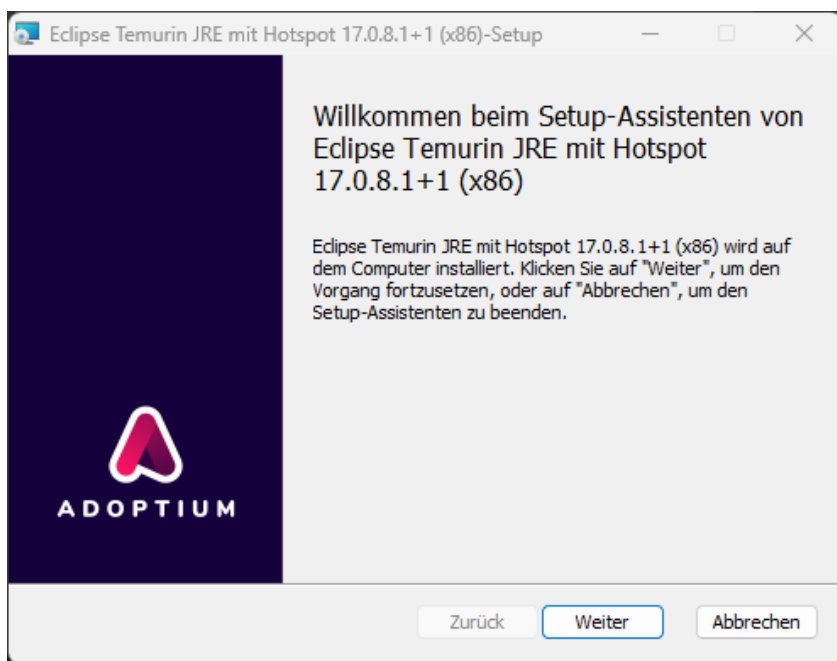 Eclipse Temurin JRE mit Hotspot 17.0.8.1+1 (x86)-Setup
Willkommen beim Setup-Assistenten von
Eclipse Temurin JRE mit Hotspot
17.0.8.1+1 (x86)
Eclipse Temurin JRE mit Hotspot 17.0.8.1+1 (x86) wird auf
dem Computer installiert. Klicken Sie auf "Weiter", um den
Vorgang fortzusetzen, oder auf "Abbrechen", um den
Setup-Assistenten zu beenden.
ADOPTIUM
Zurück Weiter Abbrechen